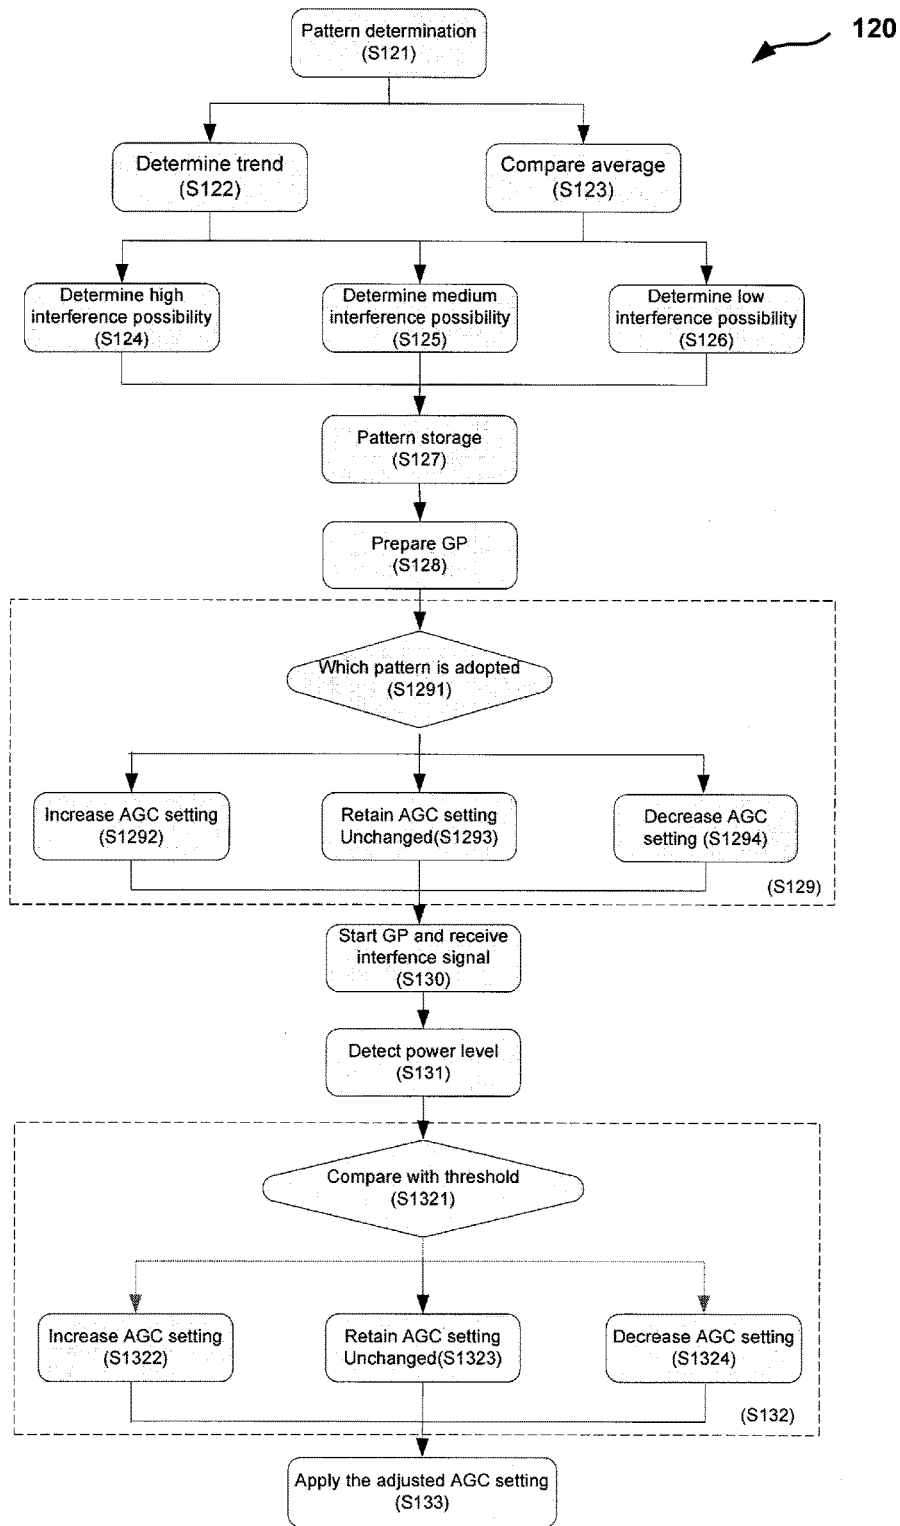 120
Pattern determination
(S121)
Determine trend
(S122)
Compare average
(S123)
Determine high
interference possibility
(S124)
Determine medium
interference possibility
(S125)
Determine low
interference possibility
(S126)
Pattern storage
(S127)
Prepare GP
(S128)
Which pattern is adopted
(S1291)
Increase AGC setting
(S1292)
Retain AGC setting
Unchanged(S1293)
Decrease AGC
setting (S1294)
(S129)
Start GP and receive
interfence signal
(S130)
Detect power level
(S131)
Compare with threshold
(S1321)
Increase AGC setting
(S1322)
Retain AGC setting
Unchanged(S1323)
Decrease AGC setting
(S1324)
(S132)
Apply the adjusted AGC setting
(S133)